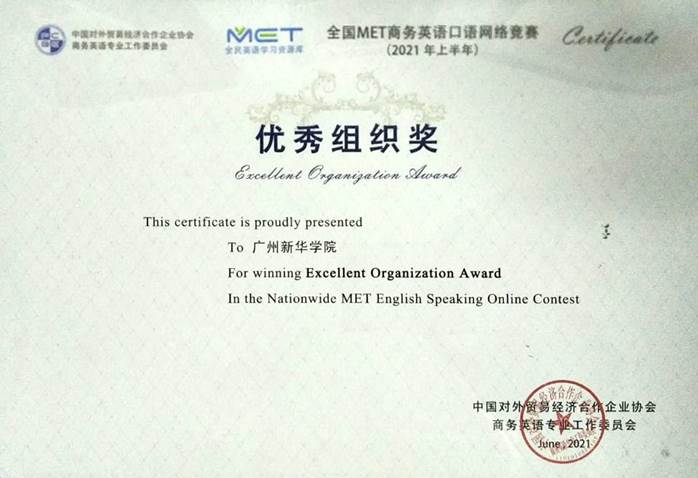 中国对外贸易经济合作企业协会
商务英语专业工作委员会
MET
全民英语学习资源库
全国MET商务英语口语网络竞赛
(2021年上半年)
Certificate
优秀组织奖
Excellent Organization Award
This certificate is proudly presented
To 广州新华学院
For winning Excellent Organization Award
In the Nationwide MET English Speaking Online Contest
中国对外贸易经济合作企业协会
商务英语专业工作委员会
June, 2021